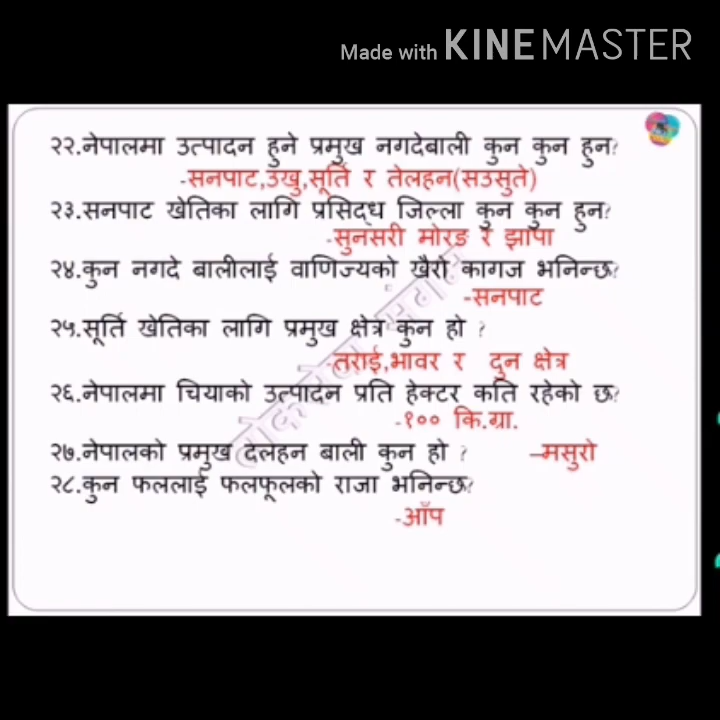 Made with KINEMASTER
२२.नेपालमा उत्पादन हुने प्रमुख नगदेबाली कुन कुन हुन?
-सनपाट,उखु,सूर्ति र तेलहन(सउसुते)
२३.सनपाट खेतिका लागि प्रसिद्ध जिल्ला कुन कुन हुन?
-सुनसरी मोरङ र झापा
२४.कुन नगदे बालीलाई वाणिज्यको खैरो कागज भनिन्छ?
-सनपाट
२५.सूर्ति खेतिका लागि प्रमुख क्षेत्र कुन हो ?
-तराई,भावर र दुन क्षेत्र
२६.नेपालमा चियाको उत्पादन प्रति हेक्टर कति रहेको छ?
-१०० कि.ग्रा.
२७.नेपालको प्रमुख दलहन बाली कुन हो ? –मसुरो
२८.कुन फललाई फलफूलको राजा भनिन्छ?
-आँप